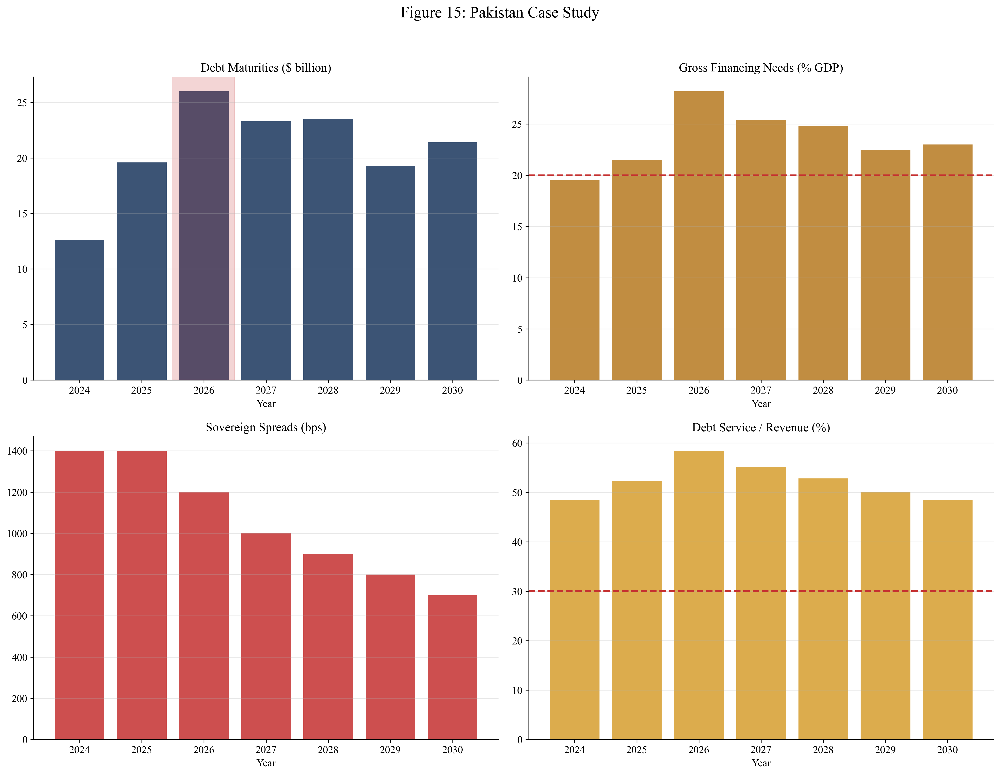 Figure 15: Pakistan Case Study
Debt Maturities ($ billion)
25
20
15
10
5
0
2024 2025 2026 2027 2028 2029 2030
Year
Gross Financing Needs (% GDP)
25
20
15
10
5
0
2024 2025 2026 2027 2028 2029 2030
Year
Sovereign Spreads (bps)
1400
1200
1000
800
600
400
200
0
2024 2025 2026 2027 2028 2029 2030
Year
Debt Service / Revenue (%)
60
50
40
30
20
10
0
2024 2025 2026 2027 2028 2029 2030
Year